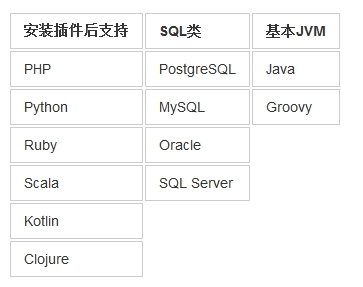 安装插件后支持 SQL类 基本JVM
PHP PostgreSQL Java
Python MySQL Groovy
Ruby Oracle
Scala SQL Server
Kotlin
Clojure